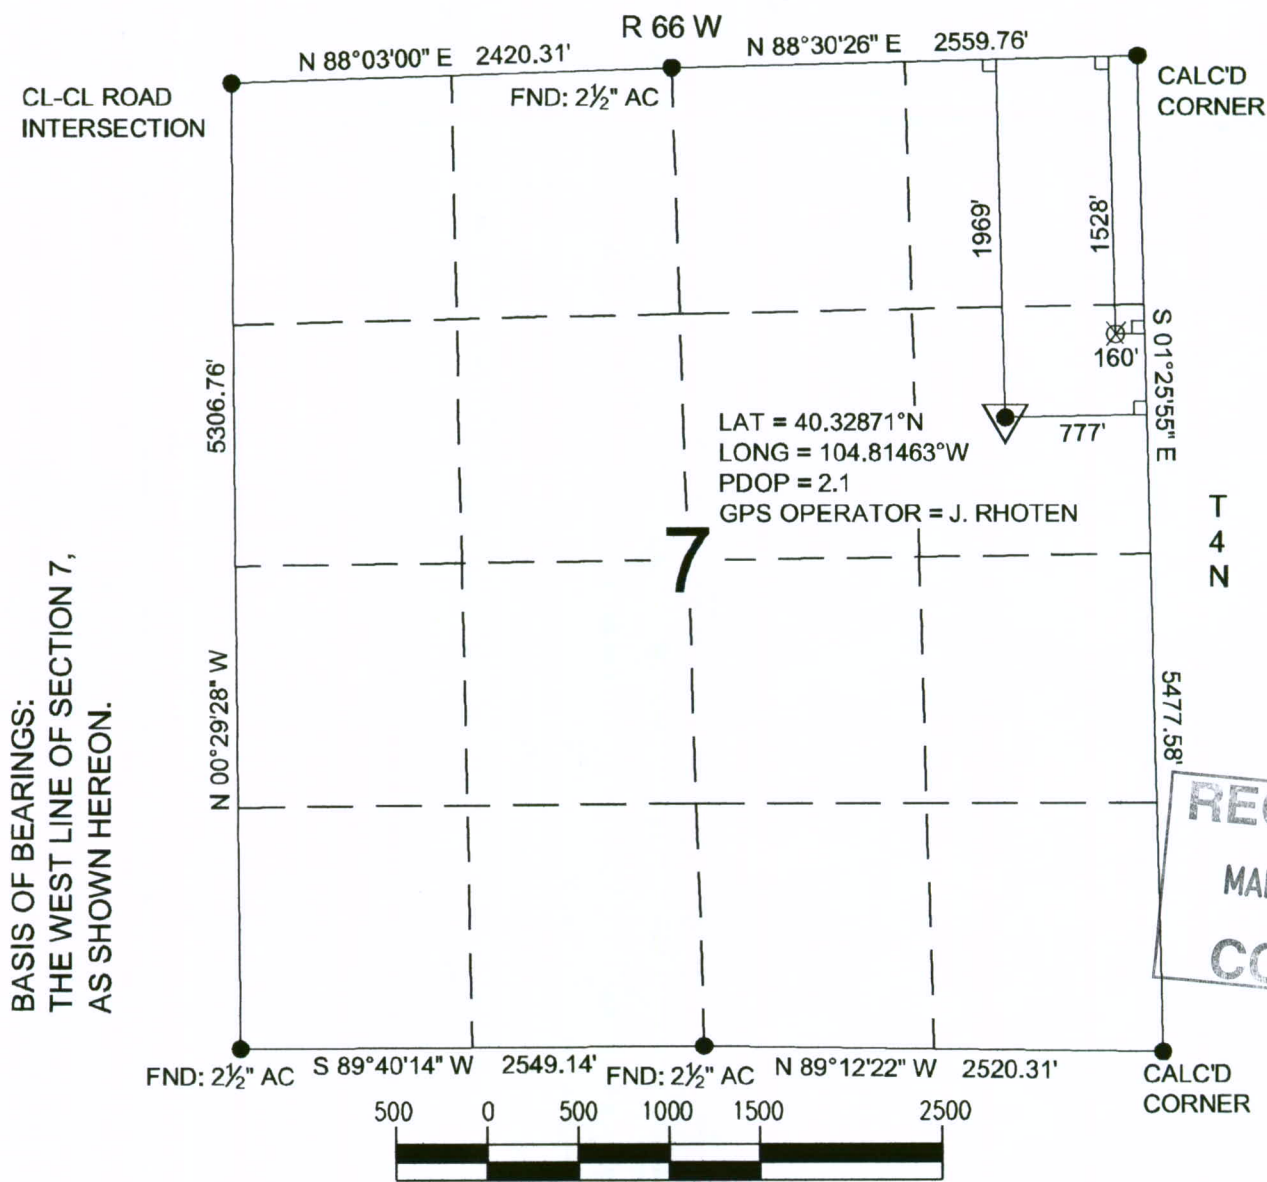 R 66 W
N 88°03'00" E 2420.31'
N 88°30'26" E 2559.76'
CL-CL ROAD
INTERSECTION
FND: 2½" AC
CALC'D
CORNER
1969'
1528'
160'
S 01°25'55" E
777'
5306.76'
LAT = 40.32871°N
LONG = 104.81463°W
PDOP = 2.1
GPS OPERATOR = J. RHOTEN
7
T
4
N
BASIS OF BEARINGS:
THE WEST LINE OF SECTION 7,
AS SHOWN HEREON.
N 00°29'28" W
5477.58'
FND: 2½" AC
S 89°40'14" W 2549.14'
FND: 2½" AC
N 89°12'22" W 2520.31'
CALC'D
CORNER
500 0 500 1000 1500 2500